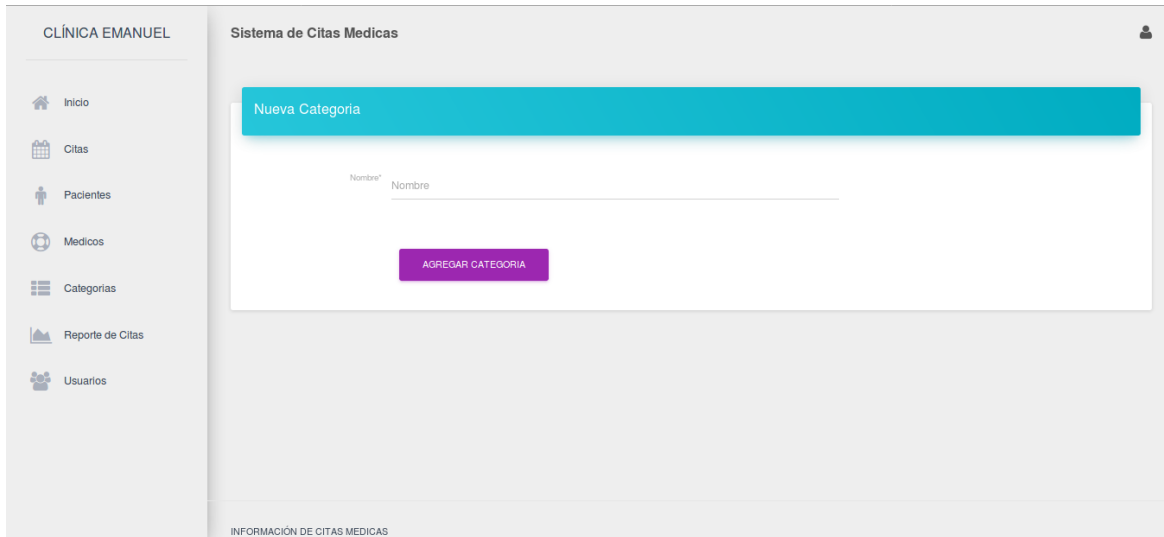 CLÍNICA EMANUEL
Sistema de Citas Medicas
Inicio
Citas
Pacientes
Medicos
Categorias
Reporte de Citas
Usuarios
Nueva Categoria
Nombre*
Nombre
AGREGAR CATEGORIA
INFORMACIÓN DE CITAS MEDICAS